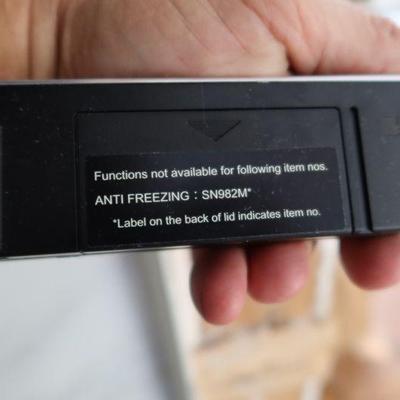 Functions not available for following item nos.
ANTI FREEZING : SN982M*
*Label on the back of lid indicates item no.